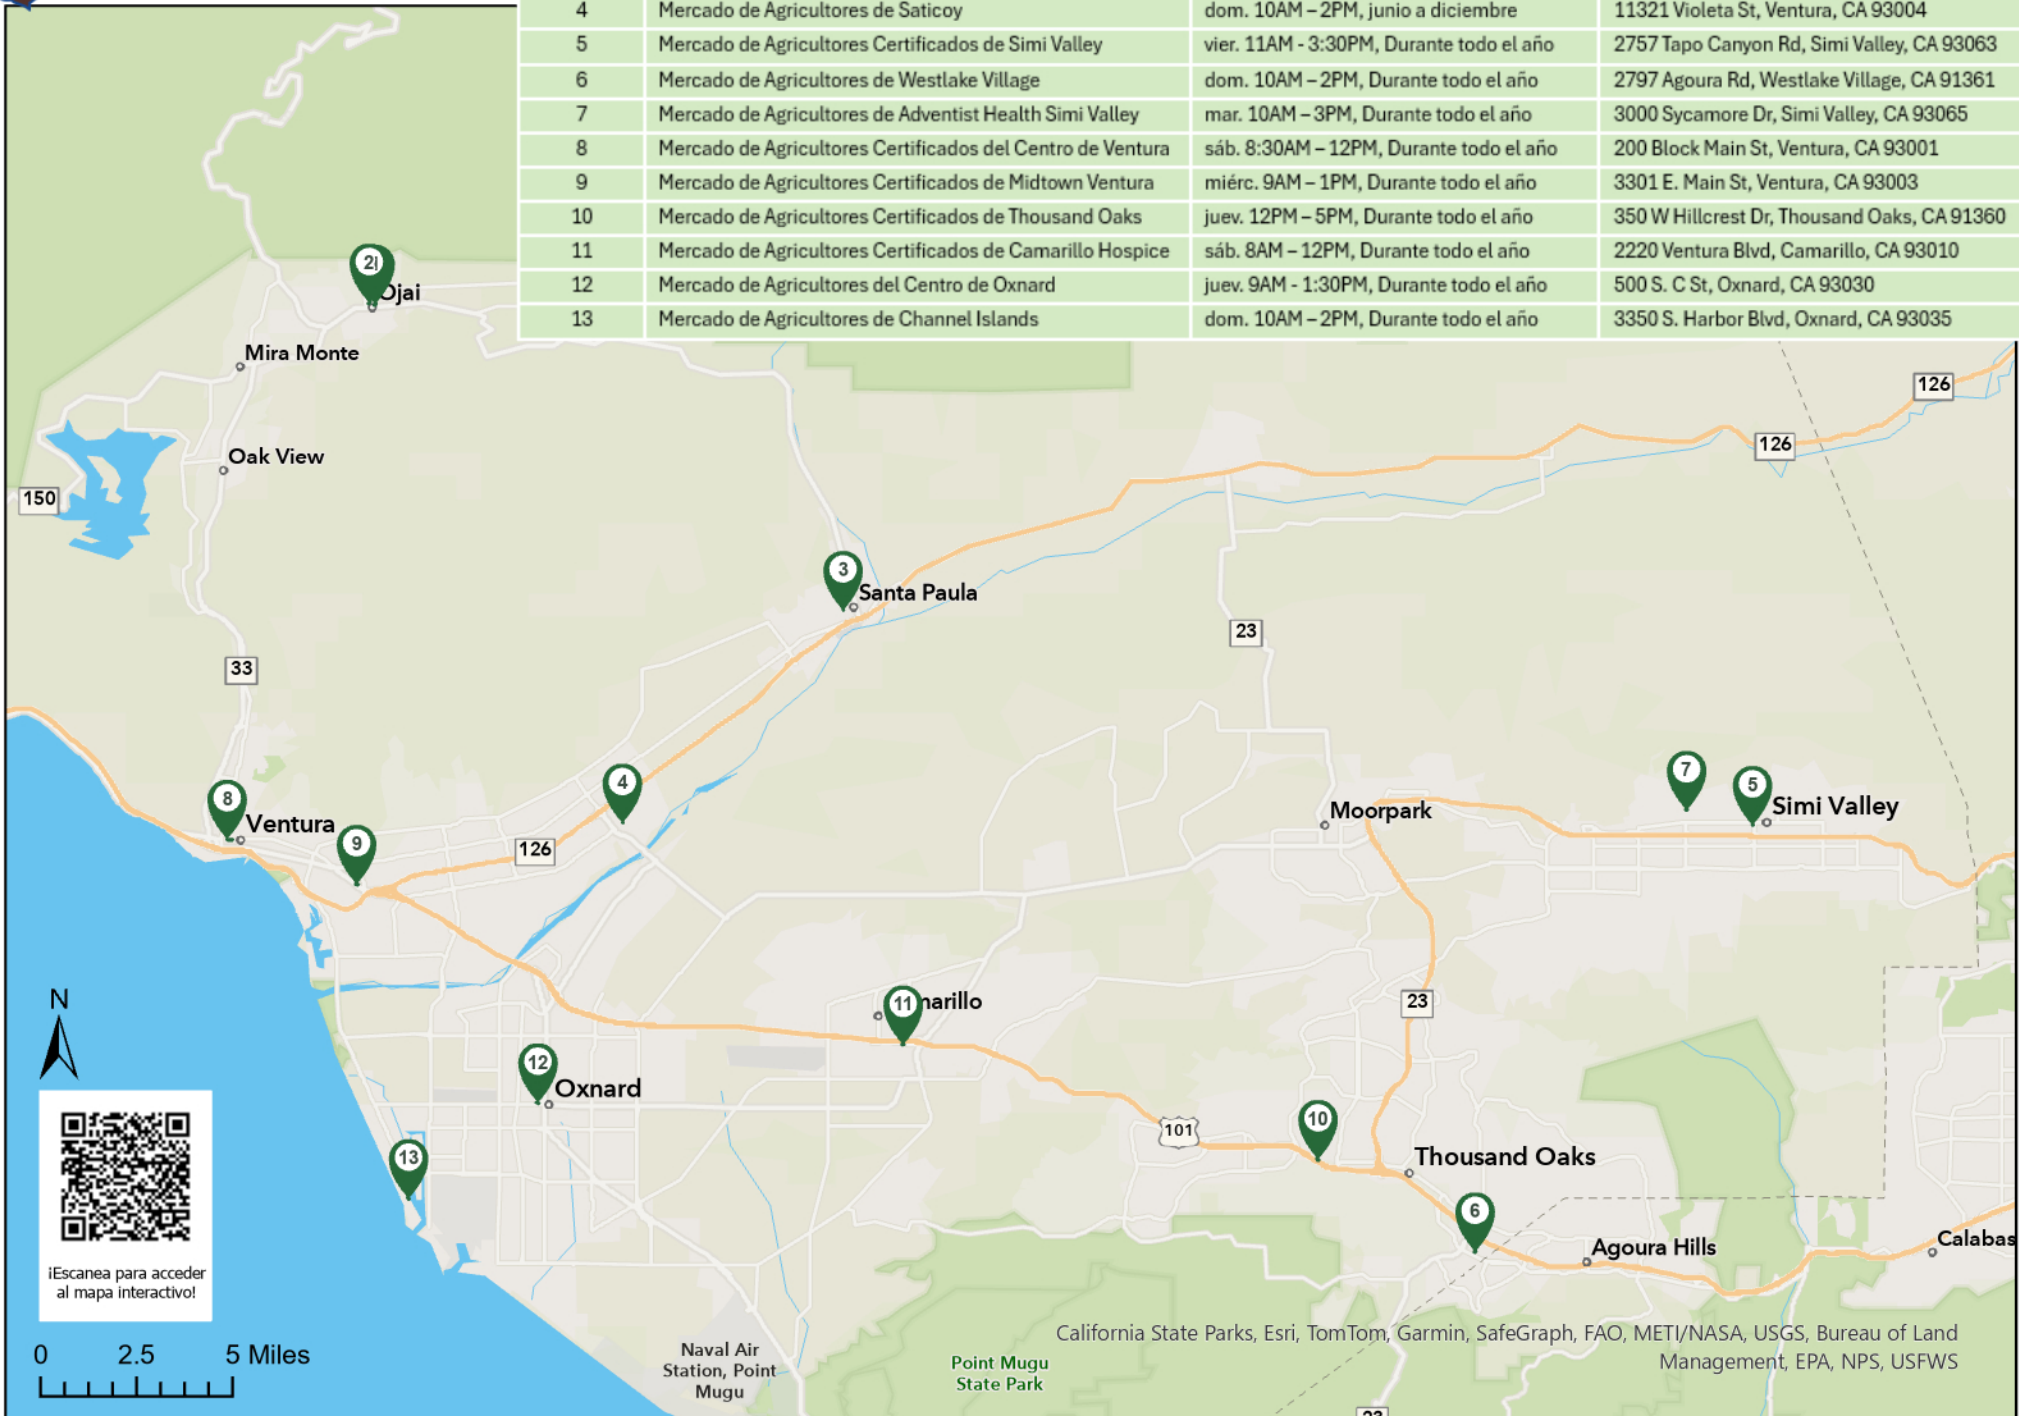 4 Mercado de Agricultores de Saticoy dom. 10AM – 2PM, junio a diciembre 11321 Violeta St, Ventura, CA 93004
5 Mercado de Agricultores Certificados de Simi Valley vier. 11AM - 3:30PM, Durante todo el año 2757 Tapo Canyon Rd, Simi Valley, CA 93063
6 Mercado de Agricultores de Westlake Village dom. 10AM – 2PM, Durante todo el año 2797 Agoura Rd, Westlake Village, CA 91361
7 Mercado de Agricultores de Adventist Health Simi Valley mar. 10AM – 3PM, Durante todo el año 3000 Sycamore Dr, Simi Valley, CA 93065
8 Mercado de Agricultores Certificados del Centro de Ventura sáb. 8:30AM – 12PM, Durante todo el año 200 Block Main St, Ventura, CA 93001
9 Mercado de Agricultores Certificados de Midtown Ventura miérc. 9AM – 1PM, Durante todo el año 3301 E. Main St, Ventura, CA 93003
10 Mercado de Agricultores Certificados de Thousand Oaks juev. 12PM – 5PM, Durante todo el año 350 W Hillcrest Dr, Thousand Oaks, CA 91360
11 Mercado de Agricultores Certificados de Camarillo Hospice sáb. 8AM – 12PM, Durante todo el año 2220 Ventura Blvd, Camarillo, CA 93010
12 Mercado de Agricultores del Centro de Oxnard juev. 9AM - 1:30PM, Durante todo el año 500 S. C St, Oxnard, CA 93030
13 Mercado de Agricultores de Channel Islands dom. 10AM – 2PM, Durante todo el año 3350 S. Harbor Blvd, Oxnard, CA 93035
2
Ojai
Mira Monte
126
126
Oak View
150
3
Santa Paula
23
33
4
7
5
Simi Valley
8
Ventura
Moorpark
9
126
11
narillo
23
N
12
Oxnard
10
101
13
Thousand Oaks
6
Agoura Hills
Calabas
¡Escanea para acceder
al mapa interactivo!
0 2.5 5 Miles
Naval Air
Station, Point
Mugu
Point Mugu
State Park
California State Parks, Esri, TomTom, Garmin, SafeGraph, FAO, METI/NASA, USGS, Bureau of Land
Management, EPA, NPS, USFWS
23